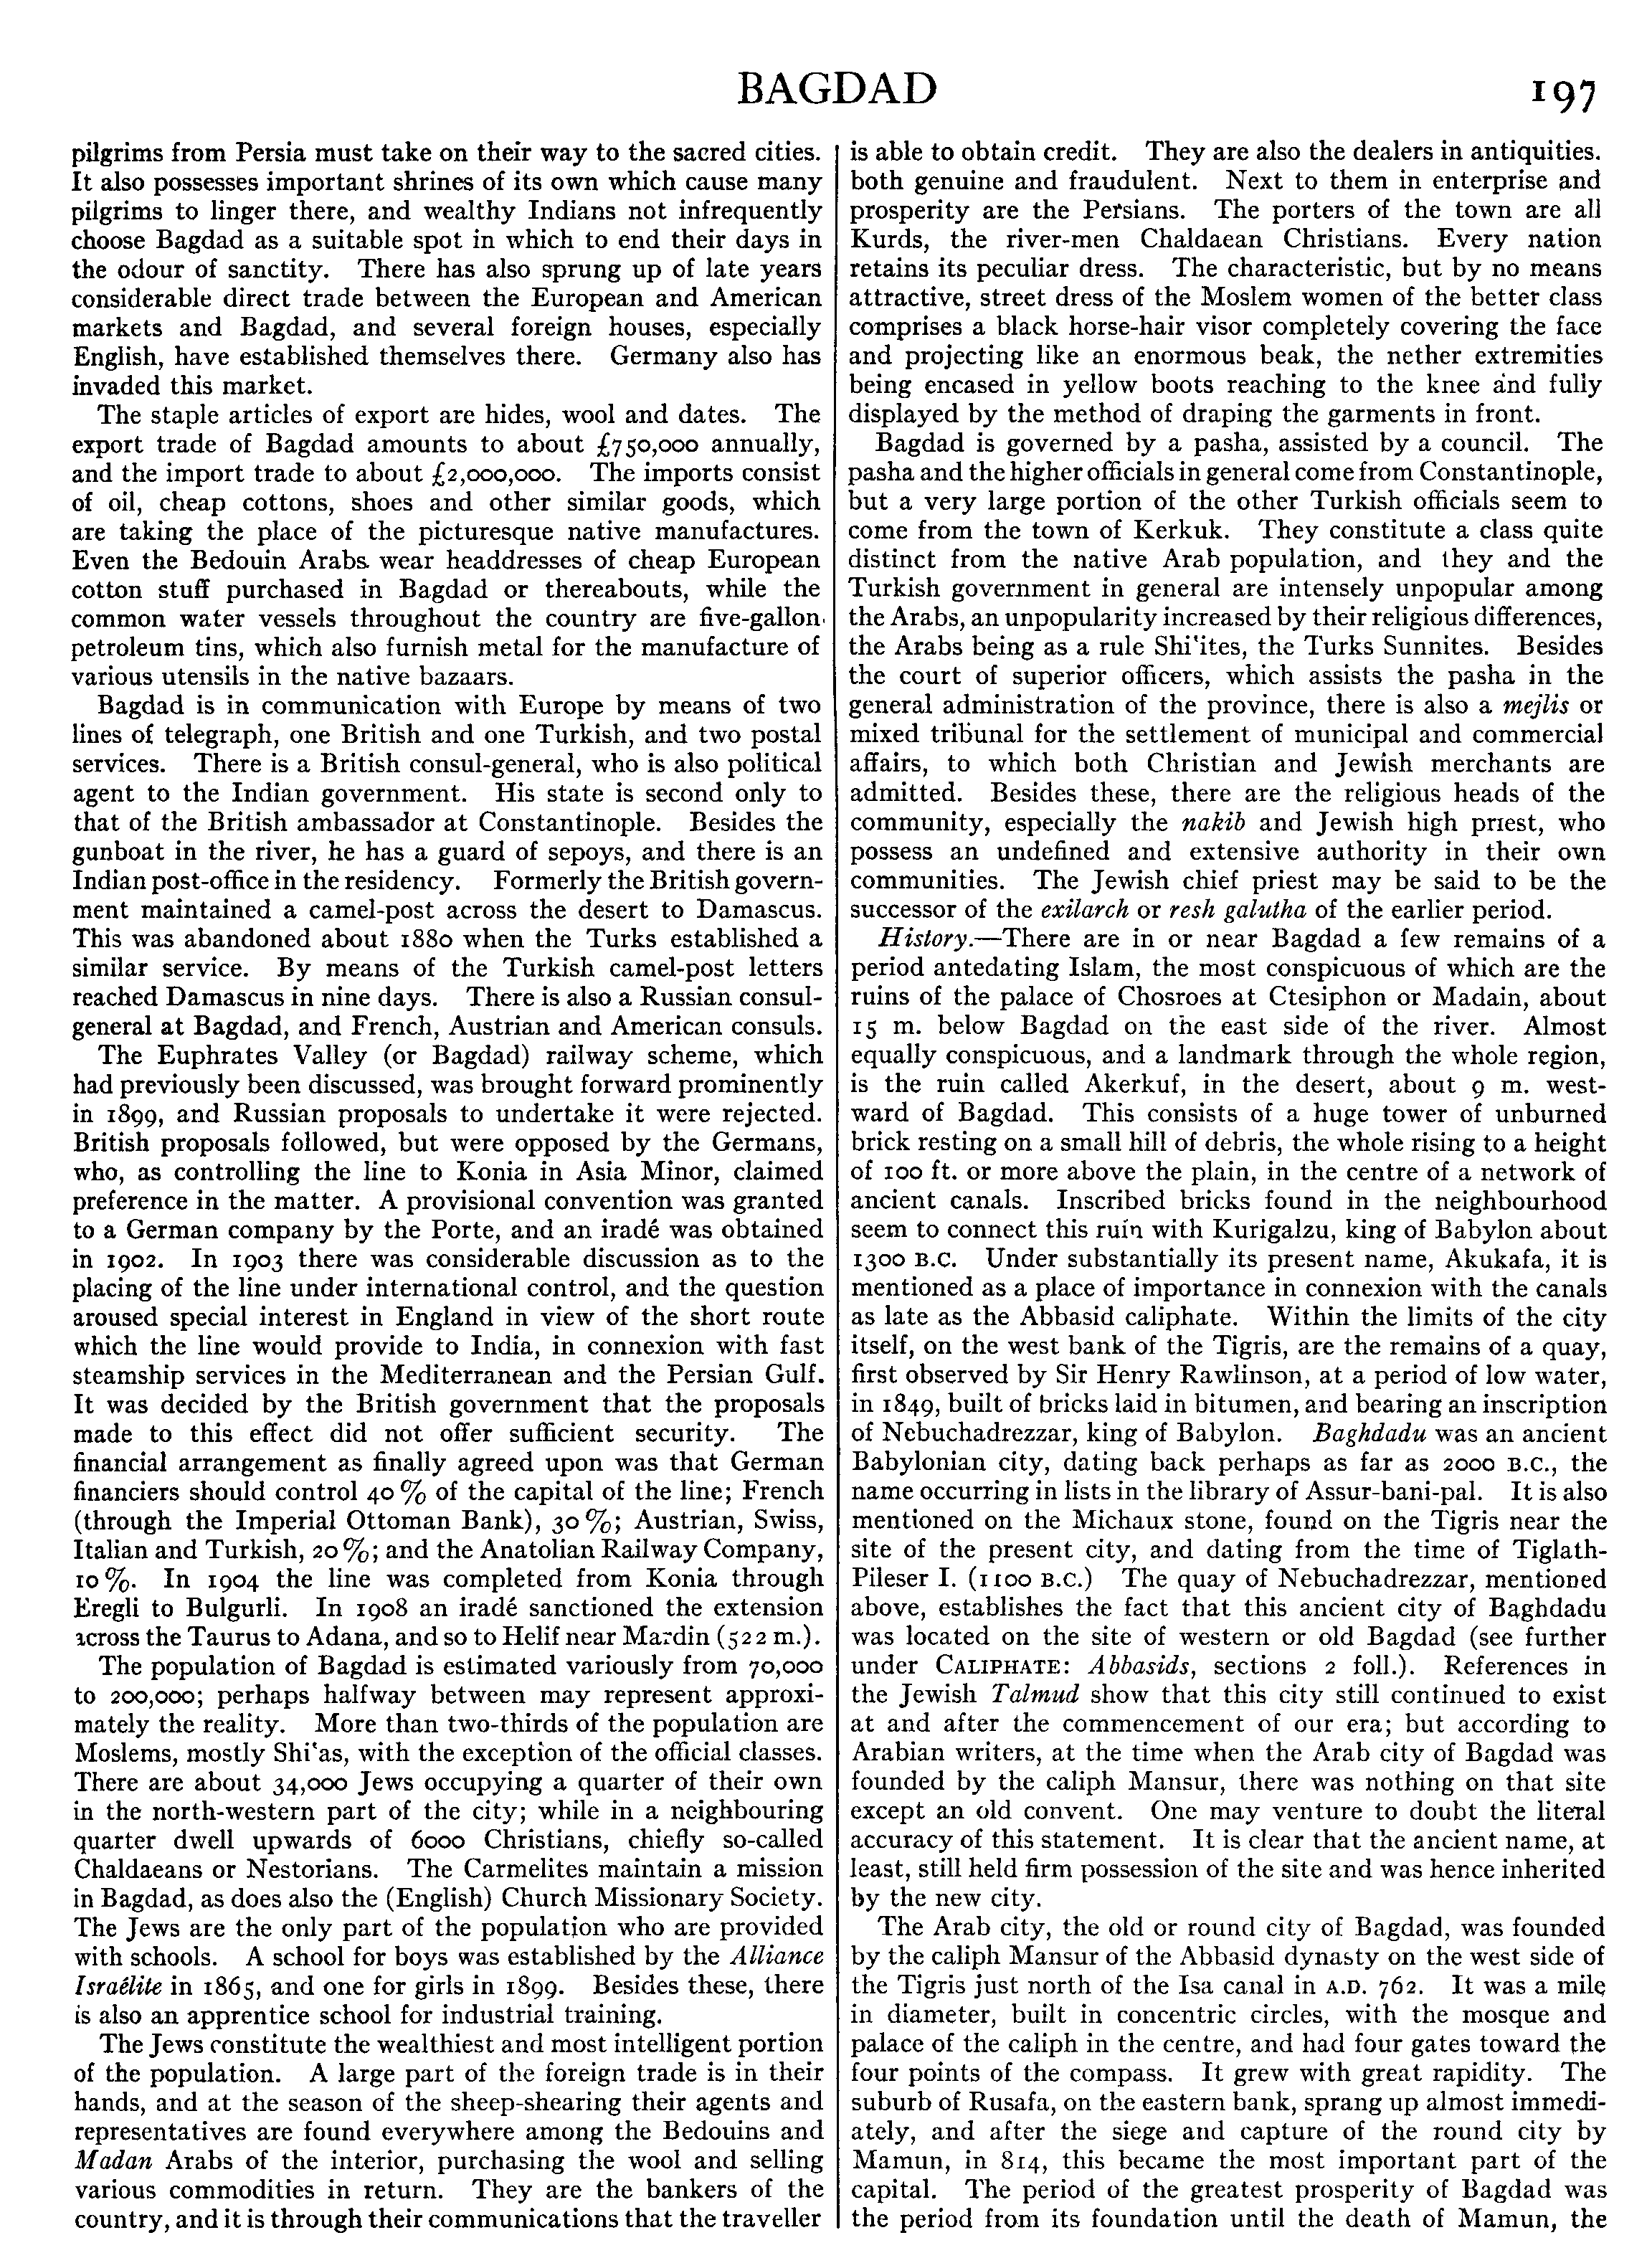 BAGDAD
197
pilgrims from Persia must take on their way to the sacred cities.
It also possesses important shrines of its own which cause many
pilgrims to linger there, and wealthy Indians not infrequently
choose Bagdad as a suitable spot in which to end their days in
the odour of sanctity. There has also sprung up of late years
considerable direct trade between the European and American
markets and Bagdad, and several foreign houses, especially
English, have established themselves there. Germany also has
invaded this market.
The staple articles of export are hides, wool and dates. The
export trade of Bagdad amounts to about £750,000 annually,
and the import trade to about £2,000,000. The imports consist
of oil, cheap cottons, shoes and other similar goods, which
are taking the place of the picturesque native manufactures.
Even the Bedouin Arabs wear headdresses of cheap European
cotton stuff purchased in Bagdad or thereabouts, while the
common water vessels throughout the country are five-gallon
petroleum tins, which also furnish metal for the manufacture of
various utensils in the native bazaars.
Bagdad is in communication with Europe by means of two
lines of telegraph, one British and one Turkish, and two postal
services. There is a British consul-general, who is also political
agent to the Indian government. His state is second only to
that of the British ambassador at Constantinople. Besides the
gunboat in the river, he has a guard of sepoys, and there is an
Indian post-office in the residency. Formerly the British govern-
ment maintained a camel-post across the desert to Damascus.
This was abandoned about 1880 when the Turks established a
similar service. By means of the Turkish camel-post letters
reached Damascus in nine days. There is also a Russian consul-
general at Bagdad, and French, Austrian and American consuls.
The Euphrates Valley (or Bagdad) railway scheme, which
had previously been discussed, was brought forward prominently
in 1899, and Russian proposals to undertake it were rejected.
British proposals followed, but were opposed by the Germans,
who, as controlling the line to Konia in Asia Minor, claimed
preference in the matter. A provisional convention was granted
to a German company by the Porte, and an iradé was obtained
in 1902. In 1903 there was considerable discussion as to the
placing of the line under international control, and the question
aroused special interest in England in view of the short route
which the line would provide to India, in connexion with fast
steamship services in the Mediterranean and the Persian Gulf.
It was decided by the British government that the proposals
made to this effect did not offer sufficient security. The
financial arrangement as finally agreed upon was that German
financiers should control 40% of the capital of the line; French
(through the Imperial Ottoman Bank), 30%; Austrian, Swiss,
Italian and Turkish, 20%; and the Anatolian Railway Company,
10%. In 1904 the line was completed from Konia through
Eregli to Bulgurli. In 1908 an iradé sanctioned the extension
across the Taurus to Adana, and so to Helif near Mardin (522 m.).
The population of Bagdad is estimated variously from 70,000
to 200,000; perhaps halfway between may represent approxi-
mately the reality. More than two-thirds of the population are
Moslems, mostly Shi‘as, with the exception of the official classes.
There are about 34,000 Jews occupying a quarter of their own
in the north-western part of the city; while in a neighbouring
quarter dwell upwards of 6000 Christians, chiefly so-called
Chaldaeans or Nestorians. The Carmelites maintain a mission
in Bagdad, as does also the (English) Church Missionary Society.
The Jews are the only part of the population who are provided
with schools. A school for boys was established by the Alliance
Israélite in 1865, and one for girls in 1899. Besides these, there
is also an apprentice school for industrial training.
The Jews constitute the wealthiest and most intelligent portion
of the population. A large part of the foreign trade is in their
hands, and at the season of the sheep-shearing their agents and
representatives are found everywhere among the Bedouins and
Madan Arabs of the interior, purchasing the wool and selling
various commodities in return. They are the bankers of the
country, and it is through their communications that the traveller
is able to obtain credit. They are also the dealers in antiquities.
both genuine and fraudulent. Next to them in enterprise and
prosperity are the Persians. The porters of the town are all
Kurds, the river-men Chaldaean Christians. Every nation
retains its peculiar dress. The characteristic, but by no means
attractive, street dress of the Moslem women of the better class
comprises a black horse-hair visor completely covering the face
and projecting like an enormous beak, the nether extremities
being encased in yellow boots reaching to the knee and fully
displayed by the method of draping the garments in front.
Bagdad is governed by a pasha, assisted by a council. The
pasha and the higher officials in general come from Constantinople,
but a very large portion of the other Turkish officials seem to
come from the town of Kerkuk. They constitute a class quite
distinct from the native Arab population, and they and the
Turkish government in general are intensely unpopular among
the Arabs, an unpopularity increased by their religious differences,
the Arabs being as a rule Shi‘ites, the Turks Sunnites. Besides
the court of superior officers, which assists the pasha in the
general administration of the province, there is also a mejlis or
mixed tribunal for the settlement of municipal and commercial
affairs, to which both Christian and Jewish merchants are
admitted. Besides these, there are the religious heads of the
community, especially the nakib and Jewish high priest, who
possess an undefined and extensive authority in their own
communities. The Jewish chief priest may be said to be the
successor of the exilarch or resh galutha of the earlier period.
History.—There are in or near Bagdad a few remains of a
period antedating Islam, the most conspicuous of which are the
ruins of the palace of Chosroes at Ctesiphon or Madain, about
15 m. below Bagdad on the east side of the river. Almost
equally conspicuous, and a landmark through the whole region,
is the ruin called Akerkuf, in the desert, about 9 m. west-
ward of Bagdad. This consists of a huge tower of unburned
brick resting on a small hill of debris, the whole rising to a height
of 100 ft. or more above the plain, in the centre of a network of
ancient canals. Inscribed bricks found in the neighbourhood
seem to connect this ruin with Kurigalzu, king of Babylon about
1300 B.C. Under substantially its present name, Akukafa, it is
mentioned as a place of importance in connexion with the canals
as late as the Abbasid caliphate. Within the limits of the city
itself, on the west bank of the Tigris, are the remains of a quay,
first observed by Sir Henry Rawlinson, at a period of low water,
in 1849, built of bricks laid in bitumen, and bearing an inscription
of Nebuchadrezzar, king of Babylon. Baghdadu was an ancient
Babylonian city, dating back perhaps as far as 2000 B.C., the
name occurring in lists in the library of Assur-bani-pal. It is also
mentioned on the Michaux stone, found on the Tigris near the
site of the present city, and dating from the time of Tiglath-
Pileser I. (1100 B.C.) The quay of Nebuchadrezzar, mentioned
above, establishes the fact that this ancient city of Baghdadu
was located on the site of western or old Bagdad (see further
under CALIPHATE: Abbasids, sections 2 foll.). References in
the Jewish Talmud show that this city still continued to exist
at and after the commencement of our era; but according to
Arabian writers, at the time when the Arab city of Bagdad was
founded by the caliph Mansur, there was nothing on that site
except an old convent. One may venture to doubt the literal
accuracy of this statement. It is clear that the ancient name, at
least, still held firm possession of the site and was hence inherited
by the new city.
The Arab city, the old or round city of Bagdad, was founded
by the caliph Mansur of the Abbasid dynasty on the west side of
the Tigris just north of the Isa canal in A.D. 762. It was a mile
in diameter, built in concentric circles, with the mosque and
palace of the caliph in the centre, and had four gates toward the
four points of the compass. It grew with great rapidity. The
suburb of Rusafa, on the eastern bank, sprang up almost immedi-
ately, and after the siege and capture of the round city by
Mamun, in 814, this became the most important part of the
capital. The period of the greatest prosperity of Bagdad was
the period from its foundation until the death of Mamun, the